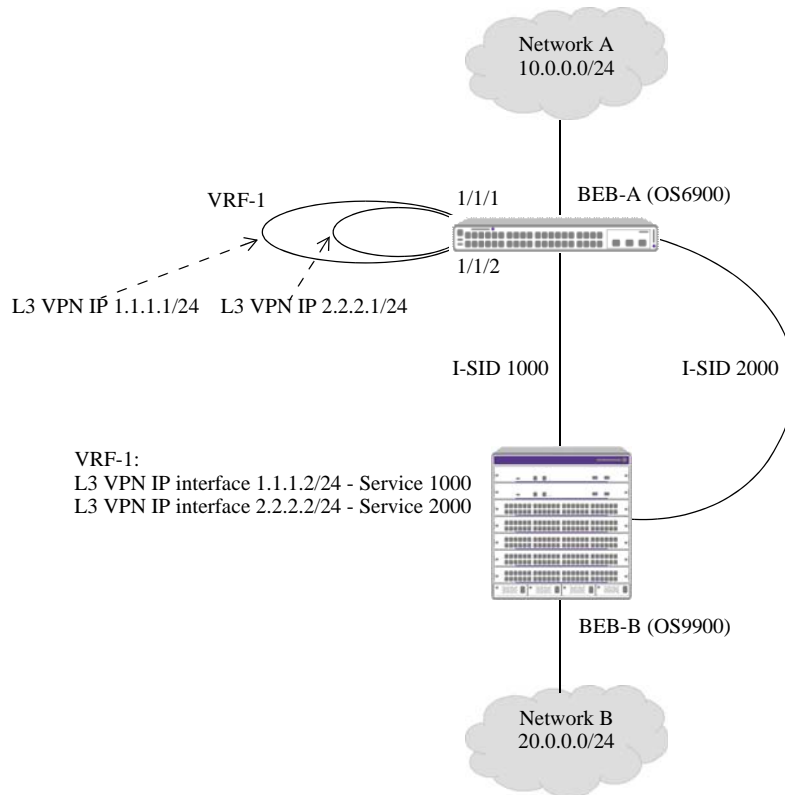 Network A
10.0.0.0/24
VRF-1
1/1/1
BEB-A (OS6900)
1/1/2
L3 VPN IP 1.1.1.1/24
L3 VPN IP 2.2.2.1/24
I-SID 1000
I-SID 2000
VRF-1:
L3 VPN IP interface 1.1.1.2/24 - Service 1000
L3 VPN IP interface 2.2.2.2/24 - Service 2000
BEB-B (OS9900)
Network B
20.0.0.0/24